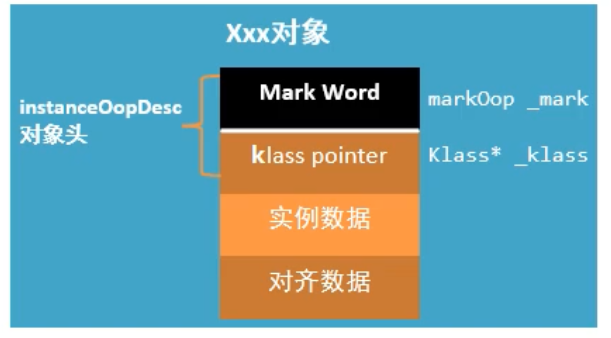 Xxx对象
instanceOopDesc
对象头
Mark Word
markOop _mark
klass pointer
Klass* _klass
实例数据
对齐数据